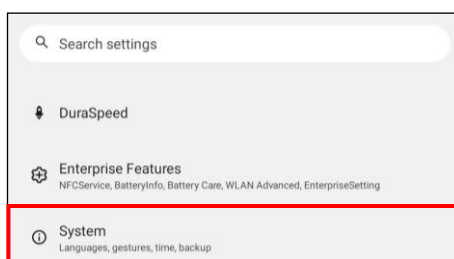 Search settings
DuraSpeed
Enterprise Features
NFCService, BatteryInfo, Battery Care, WLAN Advanced, EnterpriseSetting
System
Languages, gestures, time, backup